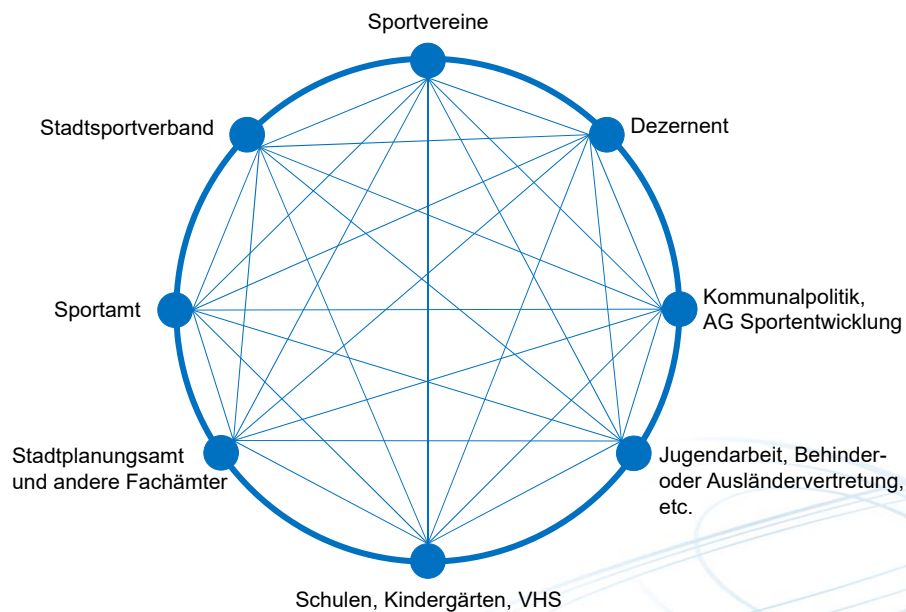 Sportvereine
Stadtsportverband
Dezernent
Sportamt
Kommunalpolitik,
AG Sportentwicklung
Stadtplanungsamt
und andere Fachämter
Jugendarbeit, Behinder-
oder Ausländervertretung,
etc.
Schulen, Kindergärten, VHS